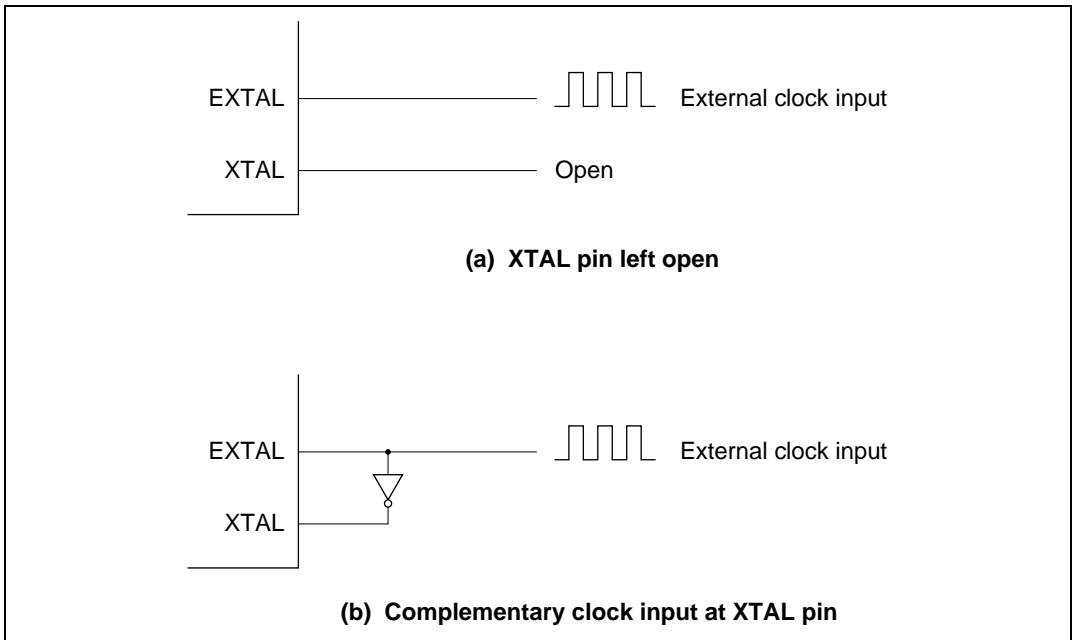 EXTAL External clock input
XTAL Open
(a) XTAL pin left open
EXTAL External clock input
XTAL
(b) Complementary clock input at XTAL pin